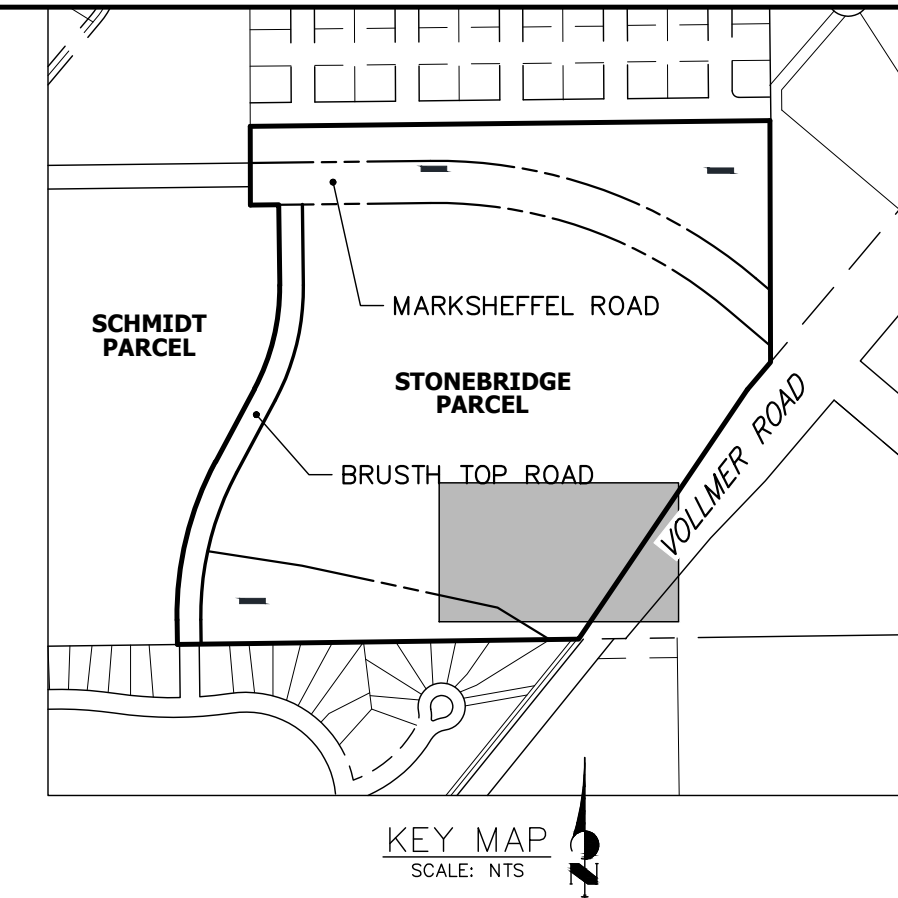 MARKSHEFFEL ROAD
SCHMIDT
PARCEL
STONEBRIDGE
PARCEL
VOLLMER ROAD
BRUSTH TOP ROAD
KEY MAP
SCALE: NTS
N